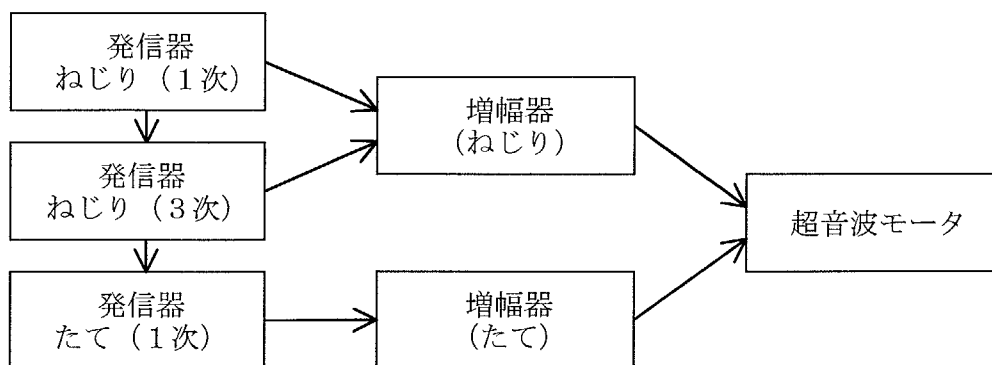 発信器
ねじり（１次）
発信器
ねじり（３次）
発信器
たて（１次）
増幅器
(ねじり)
増幅器
(たて)
超音波モータ